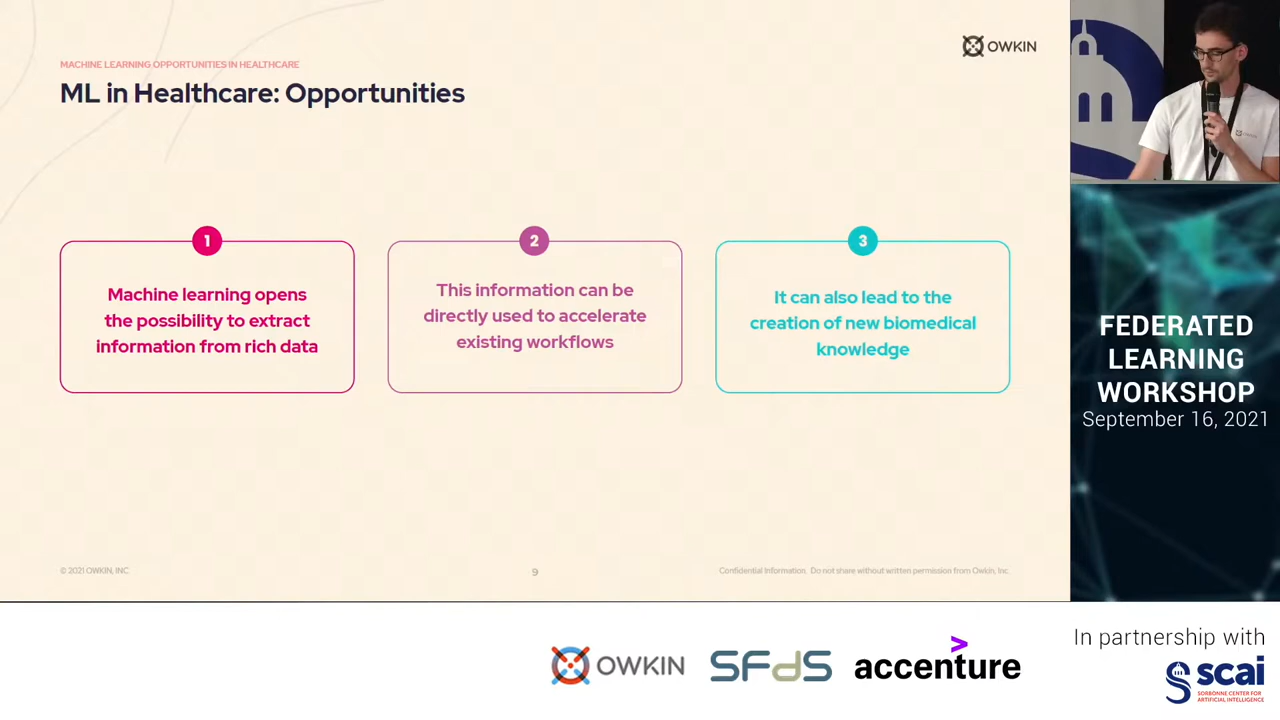 MACHINE LEARNING OPPORTUNITIES IN HEALTHCARE
ML in Healthcare: Opportunities
OWKIN
1
Machine learning opens
the possibility to extract
information from rich data
2
This information can be
directly used to accelerate
existing workflows
3
It can also lead to the
creation of new biomedical
knowledge
© 2021 OWKIN, INC
9
Confidential Information. Do not share without written permission from Owkin, Inc.
OWKIN
FEDERATED
LEARNING
WORKSHOP
September 16, 2021
OWKIN
SFdS
accenture
In partnership with
scai
SORBONNE CENTER FOR
ARTIFICIAL INTELLIGENCE